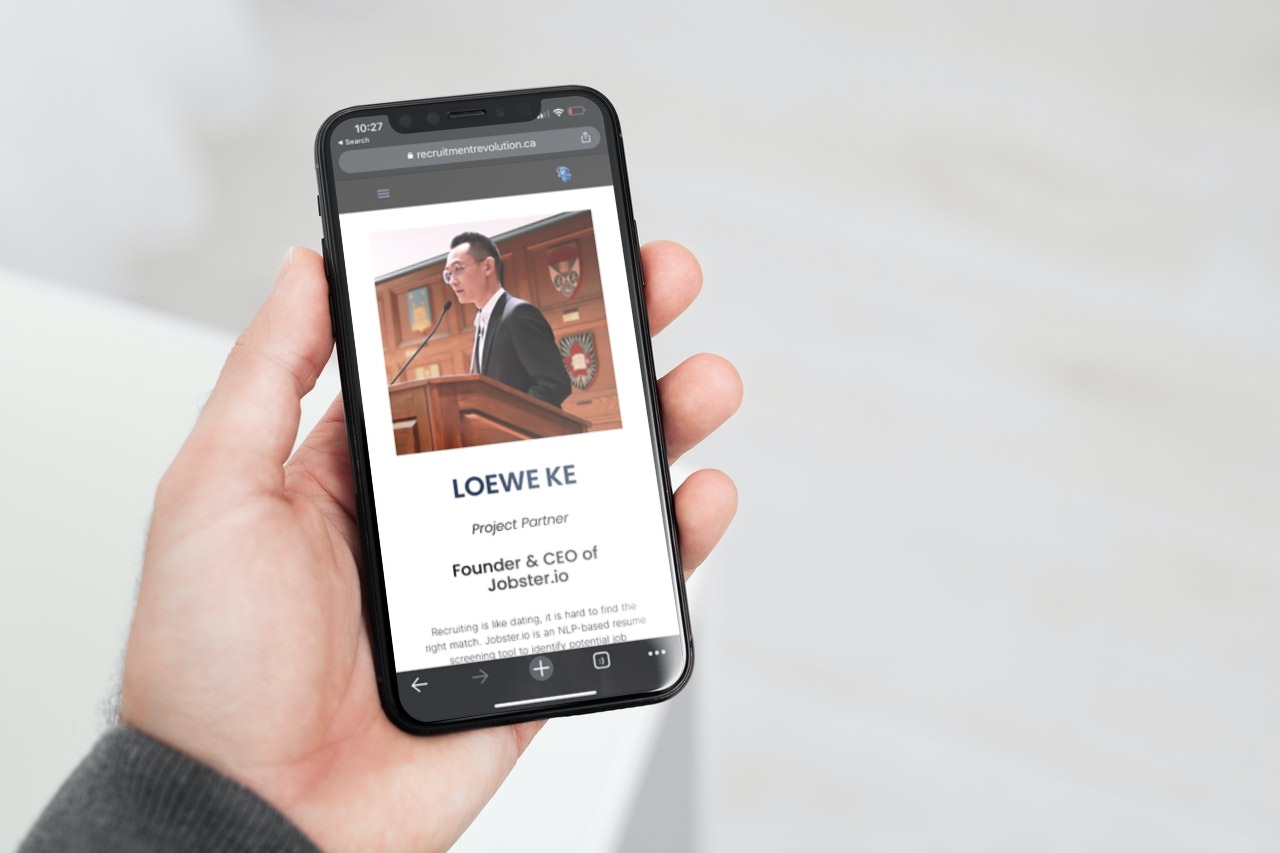 10:27
Search
recruitmentrevolution.ca
LOEWE KE
Project Partner
Founder & CEO of
Jobster.io
Recruiting is like dating, it is hard to find the
right match. Jobster.io is an NLP-based resume
screening tool to identify potential job
:)